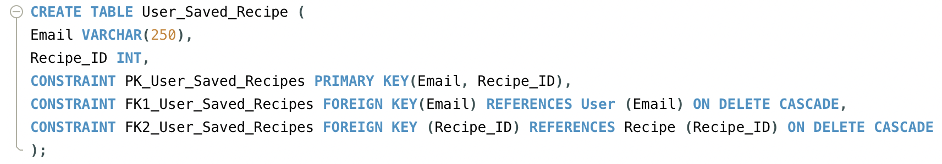 CREATE TABLE User_Saved_Recipe (
Email VARCHAR(250),
Recipe_ID INT,
CONSTRAINT PK_User_Saved_Recipes PRIMARY KEY(Email, Recipe_ID),
CONSTRAINT FK1_User_Saved_Recipes FOREIGN KEY(Email) REFERENCES User (Email) ON DELETE CASCADE,
CONSTRAINT FK2_User_Saved_Recipes FOREIGN KEY (Recipe_ID) REFERENCES Recipe (Recipe_ID) ON DELETE CASCADE
);